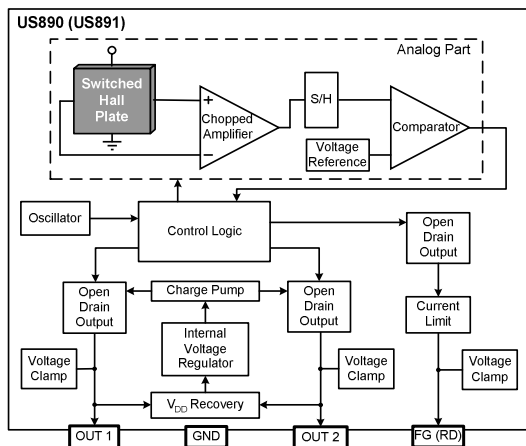 US890 (US891)
Analog Part
Switched
Hall
Plate
+
Chopped
Amplifier
−
S/H
Voltage
Reference
Comparator
Oscillator
Control Logic
Open
Drain
Output
Open
Drain
Output
Charge Pump
Open
Drain
Output
Current
Limit
Internal
Voltage
Regulator
Voltage
Clamp
Voltage
Clamp
Voltage
Clamp
VDD Recovery
OUT 1
GND
OUT 2
FG (RD)